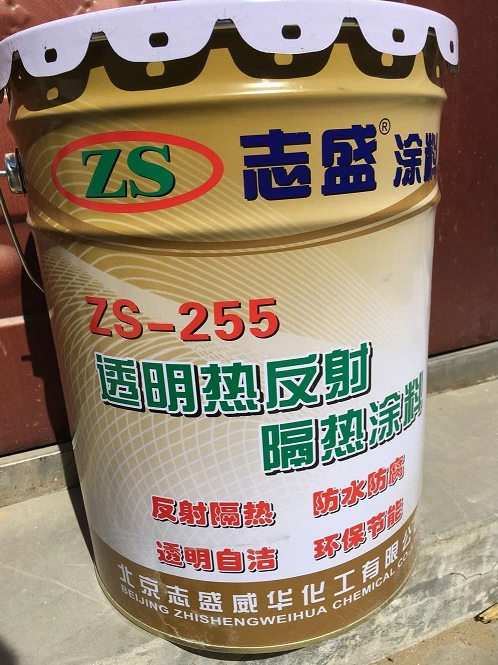 ZS 志盛® 涂料
ZS-255
透明热反射
隔热涂料
反射隔热 防水防腐
透明自洁 环保节能
北京志盛威华化工有限公
BEIJING ZHISHENGWEIHUA CHEMICAL CO